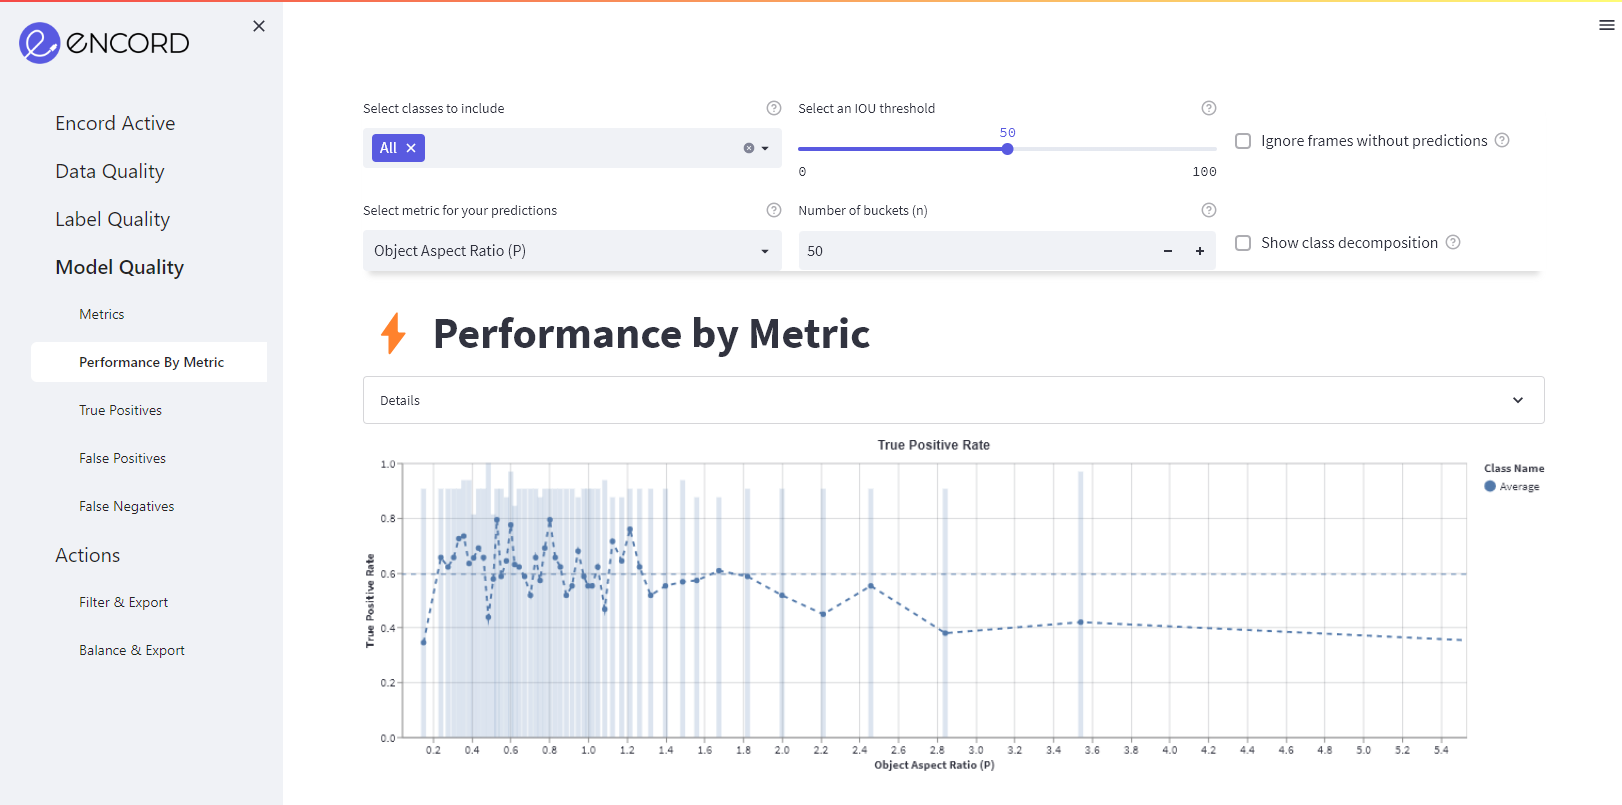 ENCORD
Encord Active
Data Quality
Label Quality
Model Quality
Metrics
Performance By Metric
True Positives
False Positives
False Negatives
Actions
Filter & Export
Balance & Export
Select classes to include
All
Select an IOU threshold
50
0 100
Ignore frames without predictions
Select metric for your predictions
Object Aspect Ratio (P)
Number of buckets (n)
50
Show class decomposition
Performance by Metric
Details
True Positive Rate
Class Name
Average
True Positive Rate
1.0
0.8
0.6
0.4
0.2
0.0
0.2 0.4 0.6 0.8 1.0 1.2 1.4 1.6 1.8 2.0 2.2 2.4 2.6 2.8 3.0 3.2 3.4 3.6 3.8 4.0 4.2 4.4 4.6 4.8 5.0 5.2 5.4
Object Aspect Ratio (P)